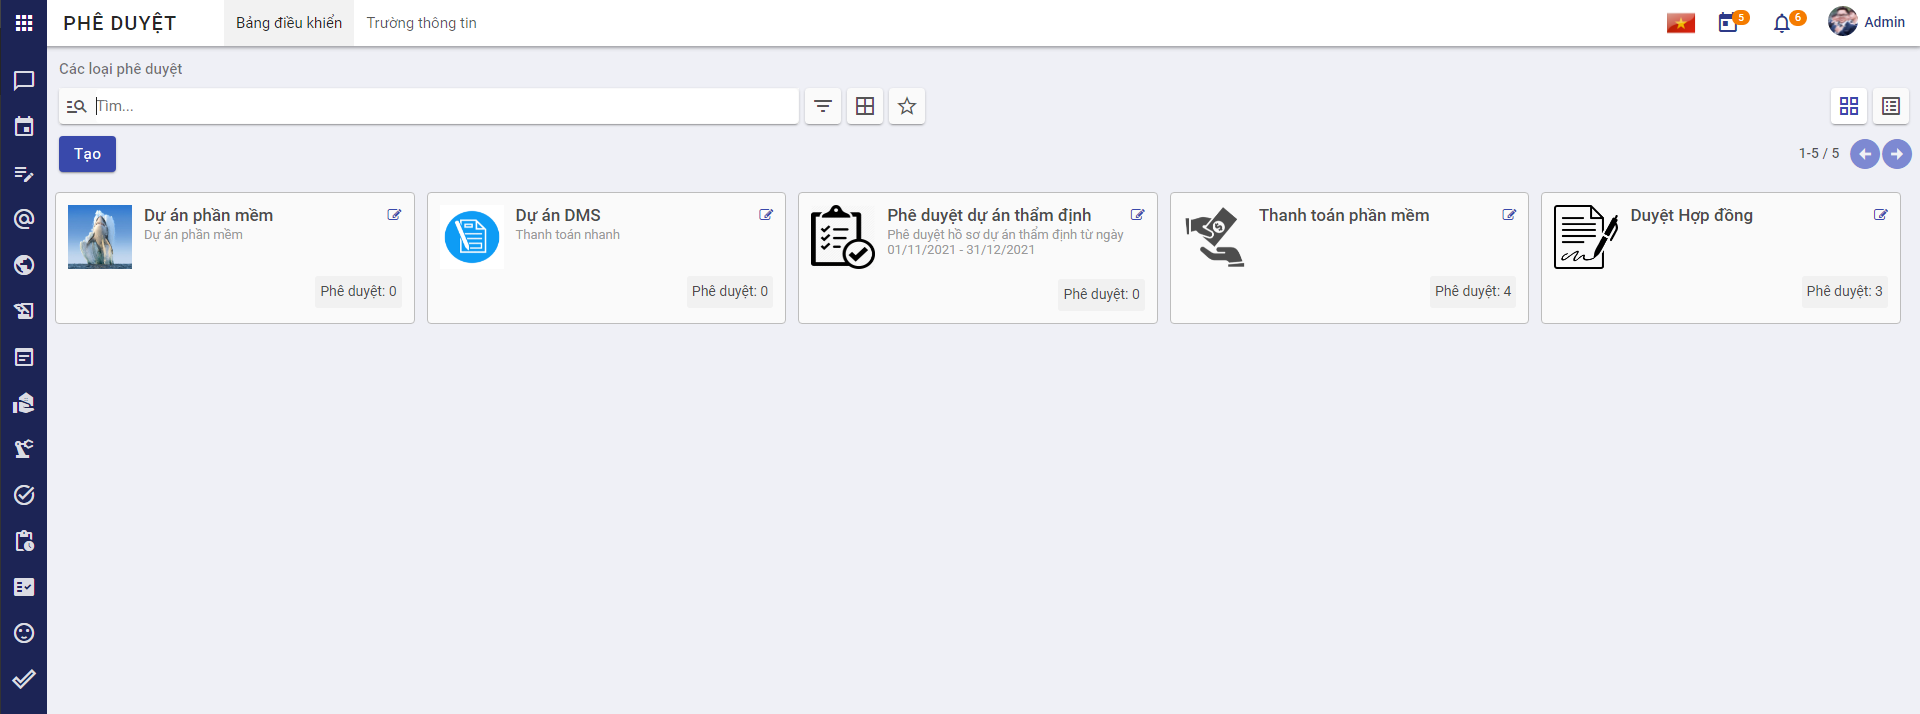 PHÊ DUYỆT
Bảng điều khiển
Trường thông tin
5
6
Admin
Các loại phê duyệt
Tìm...
Tạo
1-5 / 5
Dự án phần mềm
Dự án phần mềm
Phê duyệt: 0
Dự án DMS
Thanh toán nhanh
Phê duyệt: 0
Phê duyệt dự án thẩm định
Phê duyệt hồ sơ dự án thẩm định từ ngày
01/11/2021 - 31/12/2021
Phê duyệt: 0
Thanh toán phần mềm
Phê duyệt: 4
Duyệt Hợp đồng
Phê duyệt: 3